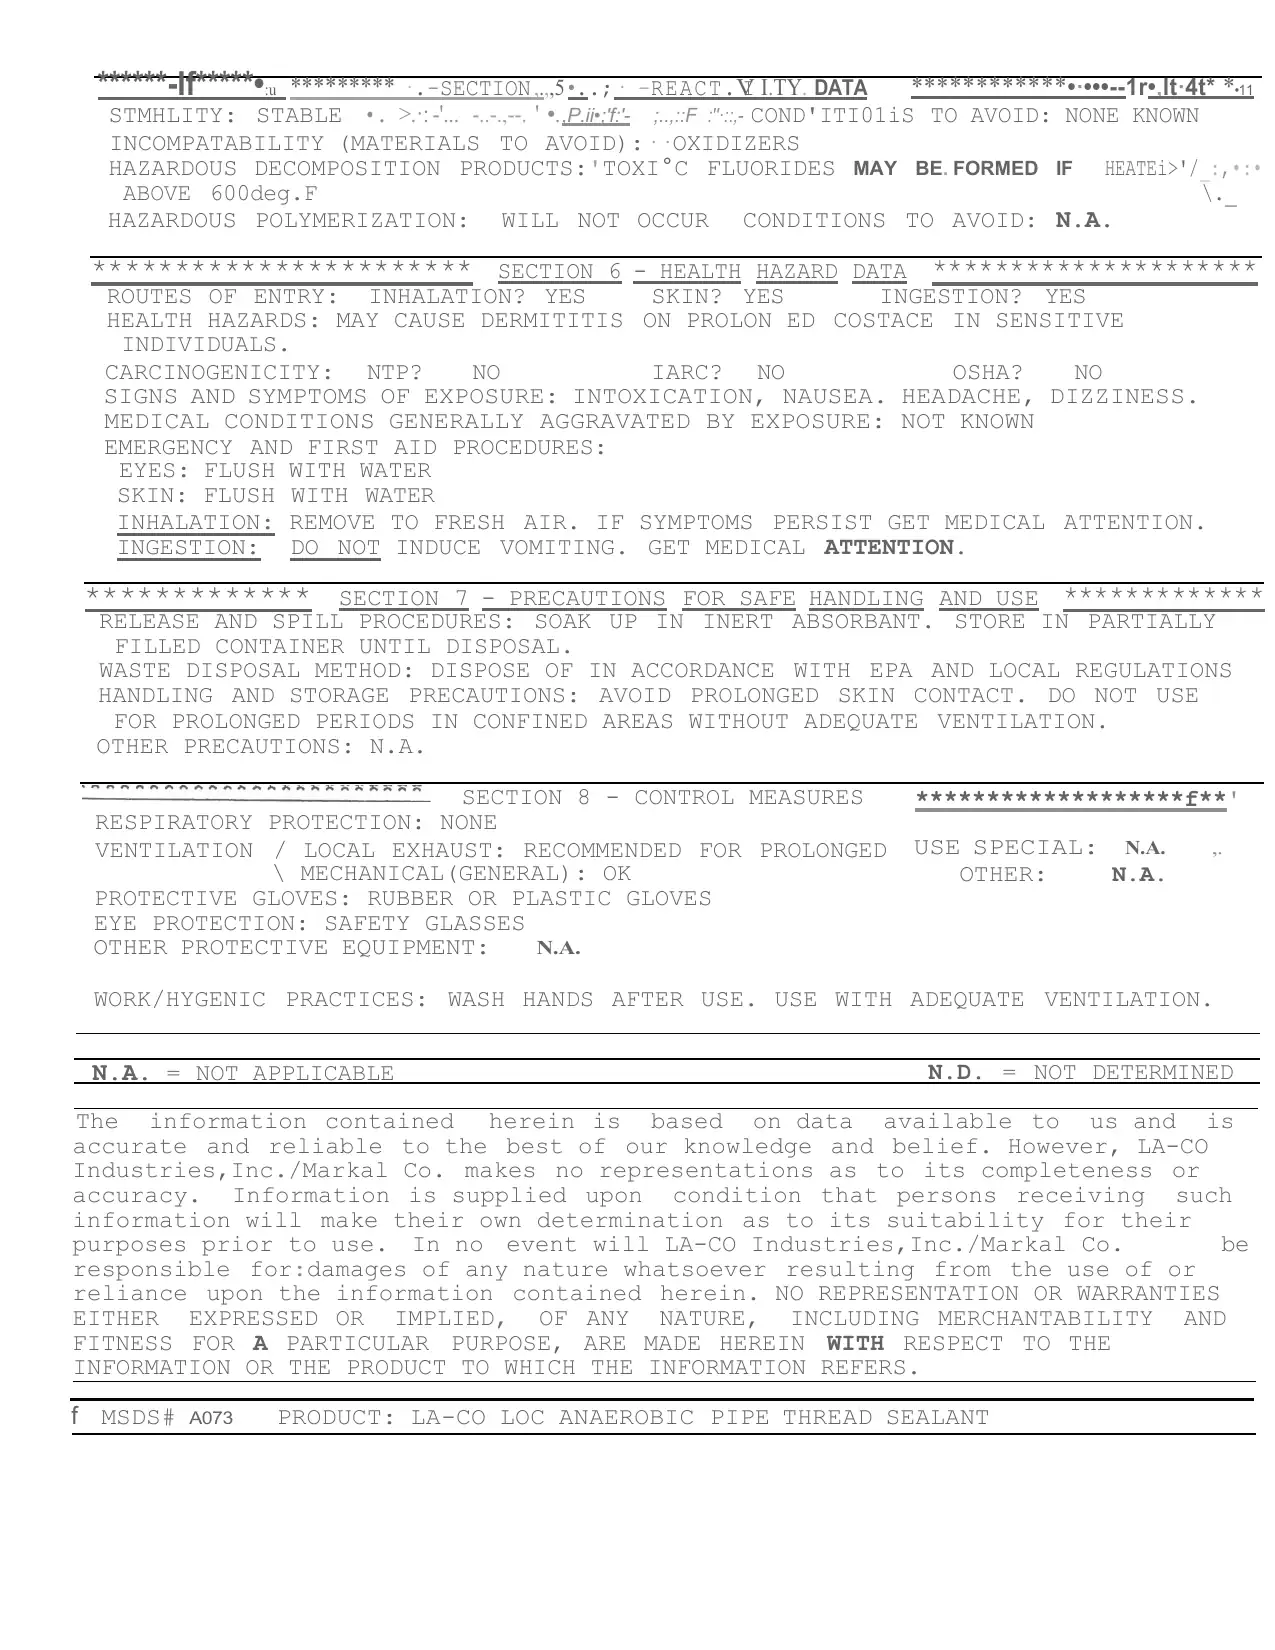 ********* -SECTION 5 -REACT.VI I.TY. DATA ************
STMHLITY: STABLE COND'ITI01iS TO AVOID: NONE KNOWN
INCOMPATABILITY (MATERIALS TO AVOID): OXIDIZERS
HAZARDOUS DECOMPOSITION PRODUCTS:'TOXI°C FLUORIDES MAY BE. FORMED IF HEATEi>'/
ABOVE 600deg.F
HAZARDOUS POLYMERIZATION: WILL NOT OCCUR CONDITIONS TO AVOID: N.A.
*********************** SECTION 6 - HEALTH HAZARD DATA *********************
ROUTES OF ENTRY: INHALATION? YES SKIN? YES INGESTION? YES
HEALTH HAZARDS: MAY CAUSE DERMITITIS ON PROLON ED COSTACE IN SENSITIVE
INDIVIDUALS.
CARCINOGENICITY: NTP? NO IARC? NO OSHA? NO
SIGNS AND SYMPTOMS OF EXPOSURE: INTOXICATION, NAUSEA. HEADACHE, DIZZINESS.
MEDICAL CONDITIONS GENERALLY AGGRAVATED BY EXPOSURE: NOT KNOWN
EMERGENCY AND FIRST AID PROCEDURES:
EYES: FLUSH WITH WATER
SKIN: FLUSH WITH WATER
INHALATION: REMOVE TO FRESH AIR. IF SYMPTOMS PERSIST GET MEDICAL ATTENTION.
INGESTION: DO NOT INDUCE VOMITING. GET MEDICAL ATTENTION.
************* SECTION 7 - PRECAUTIONS FOR SAFE HANDLING AND USE *************
RELEASE AND SPILL PROCEDURES: SOAK UP IN INERT ABSORBANT. STORE IN PARTIALLY
FILLED CONTAINER UNTIL DISPOSAL.
WASTE DISPOSAL METHOD: DISPOSE OF IN ACCORDANCE WITH EPA AND LOCAL REGULATIONS
HANDLING AND STORAGE PRECAUTIONS: AVOID PROLONGED SKIN CONTACT. DO NOT USE
FOR PROLONGED PERIODS IN CONFINED AREAS WITHOUT ADEQUATE VENTILATION.
OTHER PRECAUTIONS: N.A.
SECTION 8 - CONTROL MEASURES *******************f**'
RESPIRATORY PROTECTION: NONE
VENTILATION / LOCAL EXHAUST: RECOMMENDED FOR PROLONGED USE SPECIAL: N.A.
\ MECHANICAL(GENERAL): OK OTHER: N.A.
PROTECTIVE GLOVES: RUBBER OR PLASTIC GLOVES
EYE PROTECTION: SAFETY GLASSES
OTHER PROTECTIVE EQUIPMENT: N.A.
WORK/HYGENIC PRACTICES: WASH HANDS AFTER USE. USE WITH ADEQUATE VENTILATION.
N.A. = NOT APPLICABLE N.D. = NOT DETERMINED
The information contained herein is based on data available to us and is
accurate and reliable to the best of our knowledge and belief. However, LA-CO
Industries,Inc./Markal Co. makes no representations as to its completeness or
accuracy. Information is supplied upon condition that persons receiving such
information will make their own determination as to its suitability for their
purposes prior to use. In no event will LA-CO Industries,Inc./Markal Co. be
responsible for:damages of any nature whatsoever resulting from the use of or
reliance upon the information contained herein. NO REPRESENTATION OR WARRANTIES
EITHER EXPRESSED OR IMPLIED, OF ANY NATURE, INCLUDING MERCHANTABILITY AND
FITNESS FOR A PARTICULAR PURPOSE, ARE MADE HEREIN WITH RESPECT TO THE
INFORMATION OR THE PRODUCT TO WHICH THE INFORMATION REFERS.
f MSDS# A073 PRODUCT: LA-CO LOC ANAEROBIC PIPE THREAD SEALANT